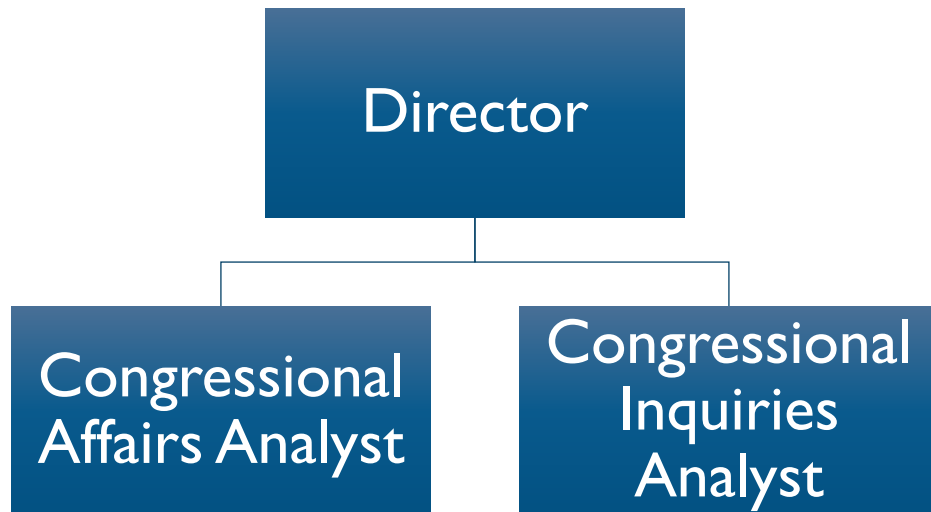 Director
Congressional
Affairs Analyst
Congressional
Inquiries
Analyst